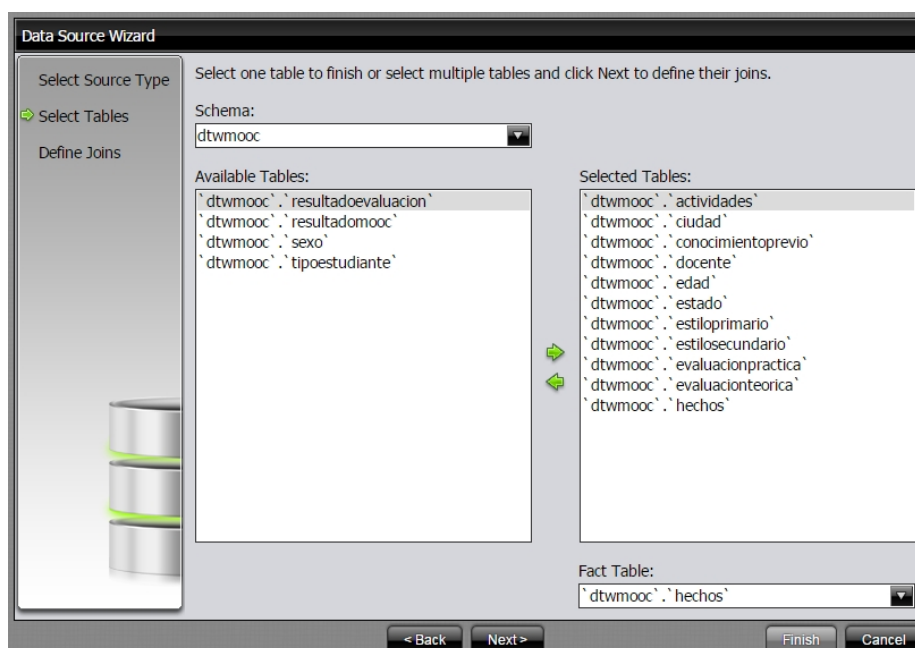 Data Source Wizard
Select Source Type
Select Tables
Define Joins
Select one table to finish or select multiple tables and click Next to define their joins.
Schema:
dtwmooc
Available Tables:
`dtwmooc`.`resultadoevaluacion`
`dtwmooc`.`resultadomooc`
`dtwmooc`.`sexo`
`dtwmooc`.`tipoestudiante`
Selected Tables:
`dtwmooc`.`actividades`
`dtwmooc`.`ciudad`
`dtwmooc`.`conocimientoprevio`
`dtwmooc`.`docente`
`dtwmooc`.`edad`
`dtwmooc`.`estado`
`dtwmooc`.`estiloprimario`
`dtwmooc`.`estilosecundario`
`dtwmooc`.`evaluacionpractica`
`dtwmooc`.`evaluacionteorica`
`dtwmooc`.`hechos`
Fact Table:
`dtwmooc`.`hechos`
< Back Next > Finish Cancel